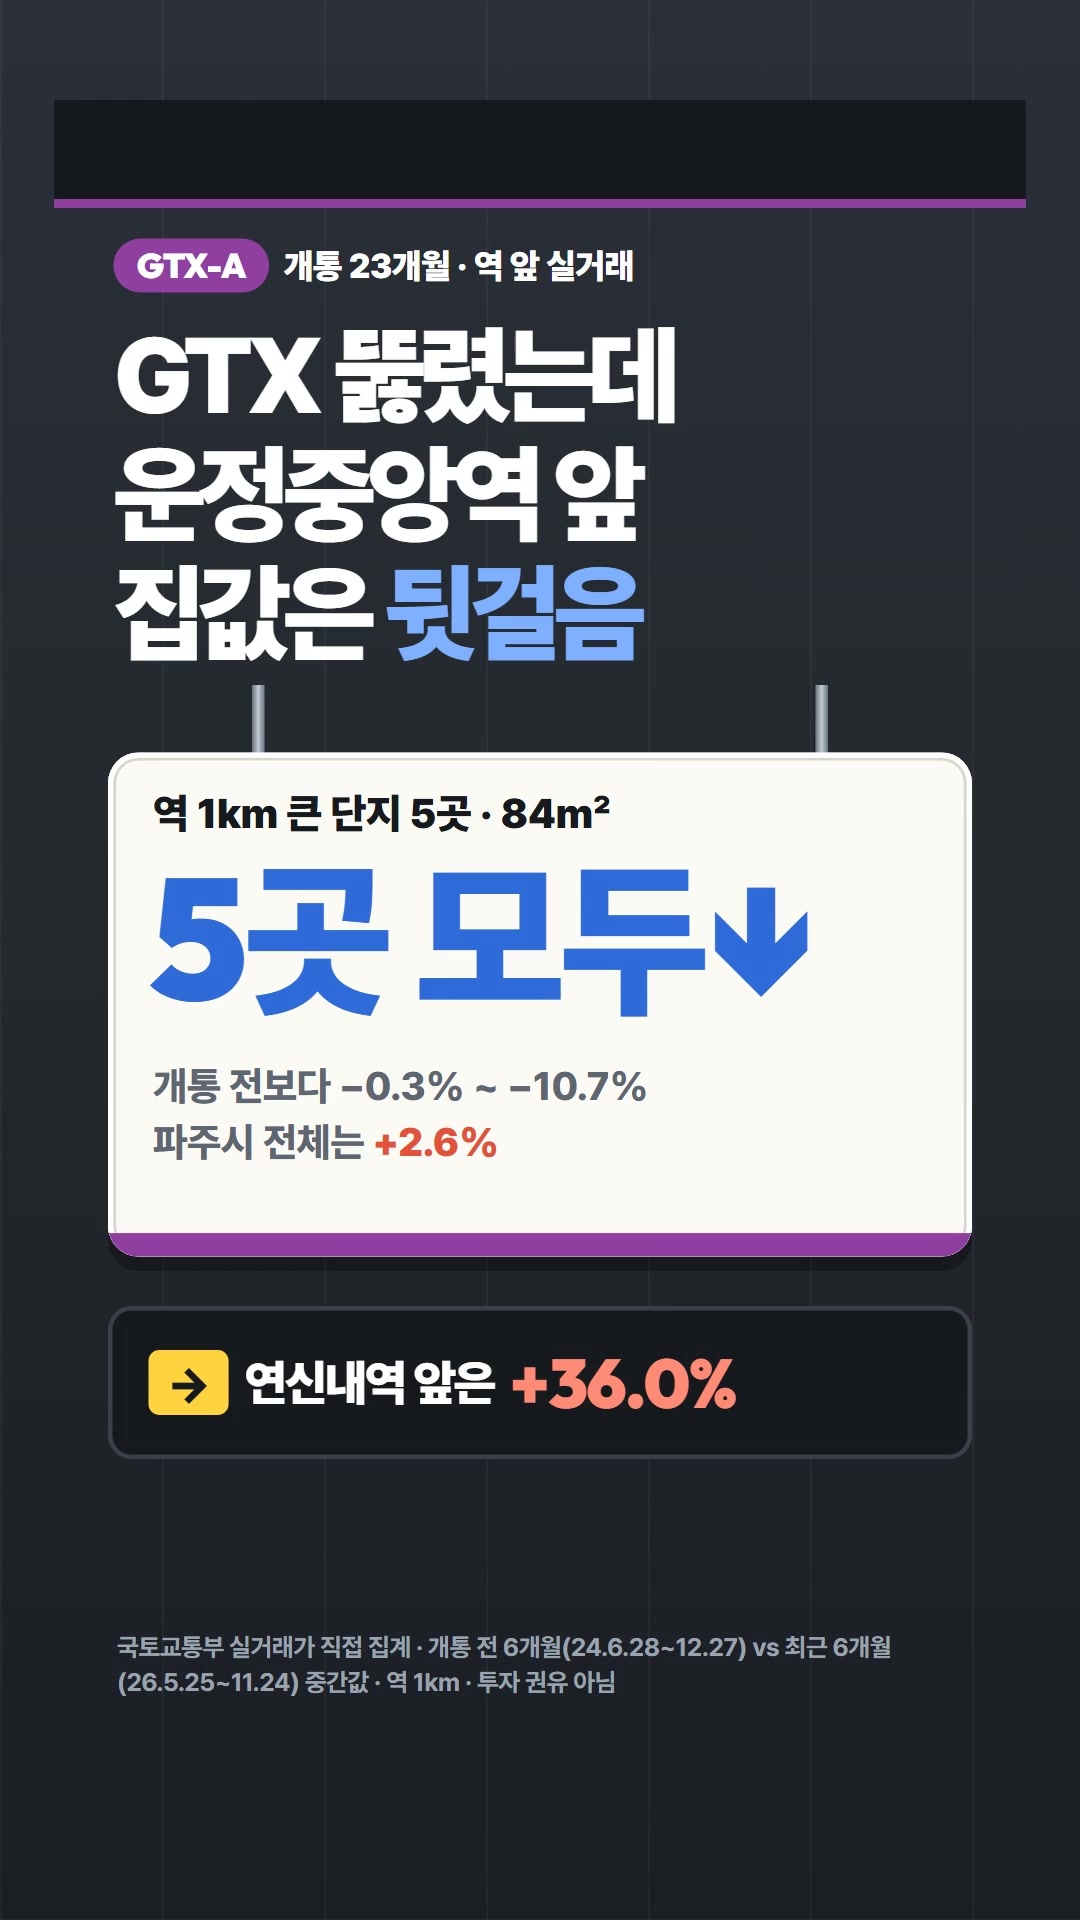 GTX-A 개통 23개월 · 역 앞 실거래
GTX 뚫렸는데
운정중앙역 앞
집값은 뒷걸음
역 1km 큰 단지 5곳 · 84m²
5곳 모두↓
개통 전보다 −0.3% ~ −10.7%
파주시 전체는 +2.6%
→ 연신내역 앞은 +36.0%
국토교통부 실거래가 직접 집계 · 개통 전 6개월(24.6.28~12.27) vs 최근 6개월
(26.5.25~11.24) 중간값 · 역 1km · 투자 권유 아님